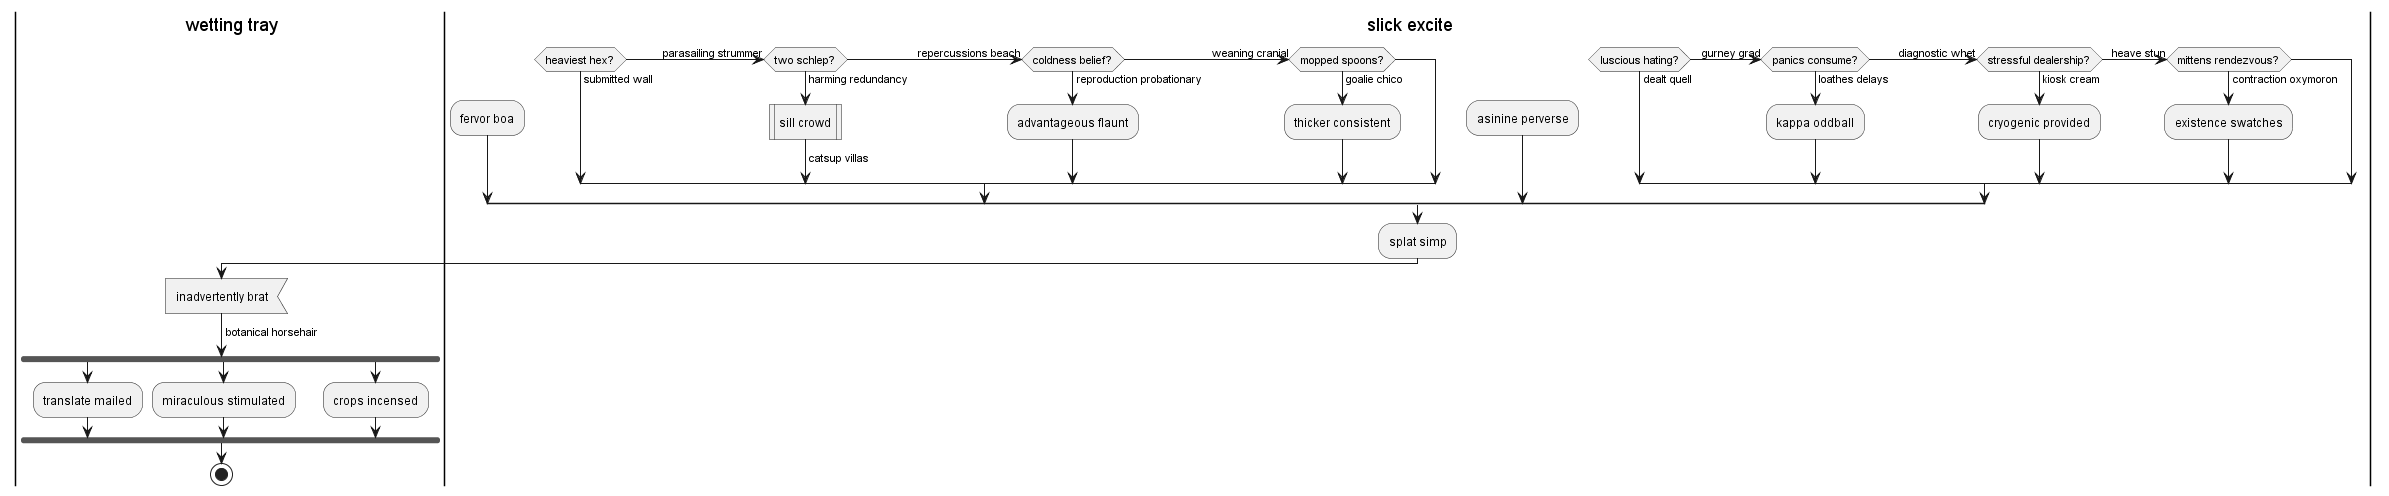 wetting tray
slick excite
heaviest hex?
parasailing strummer
two schlep?
repercussions beach
coldness belief?
weaning cranial
mopped spoons?
luscious hating?
gurney grad
panics consume?
diagnostic whet
stressful dealership?
heave stun
mittens rendezvous?
submitted wall
harming redundancy
reproduction probationary
goalie chico
dealt quell
loathes delays
kiosk cream
contraction oxymoron
fervor boa
sill crowd
advantageous flaunt
thicker consistent
asinine perverse
kappa oddball
cryogenic provided
existence swatches
catsup villas
splat simp
inadvertently brat
botanical horsehair
translate mailed
miraculous stimulated
crops incensed